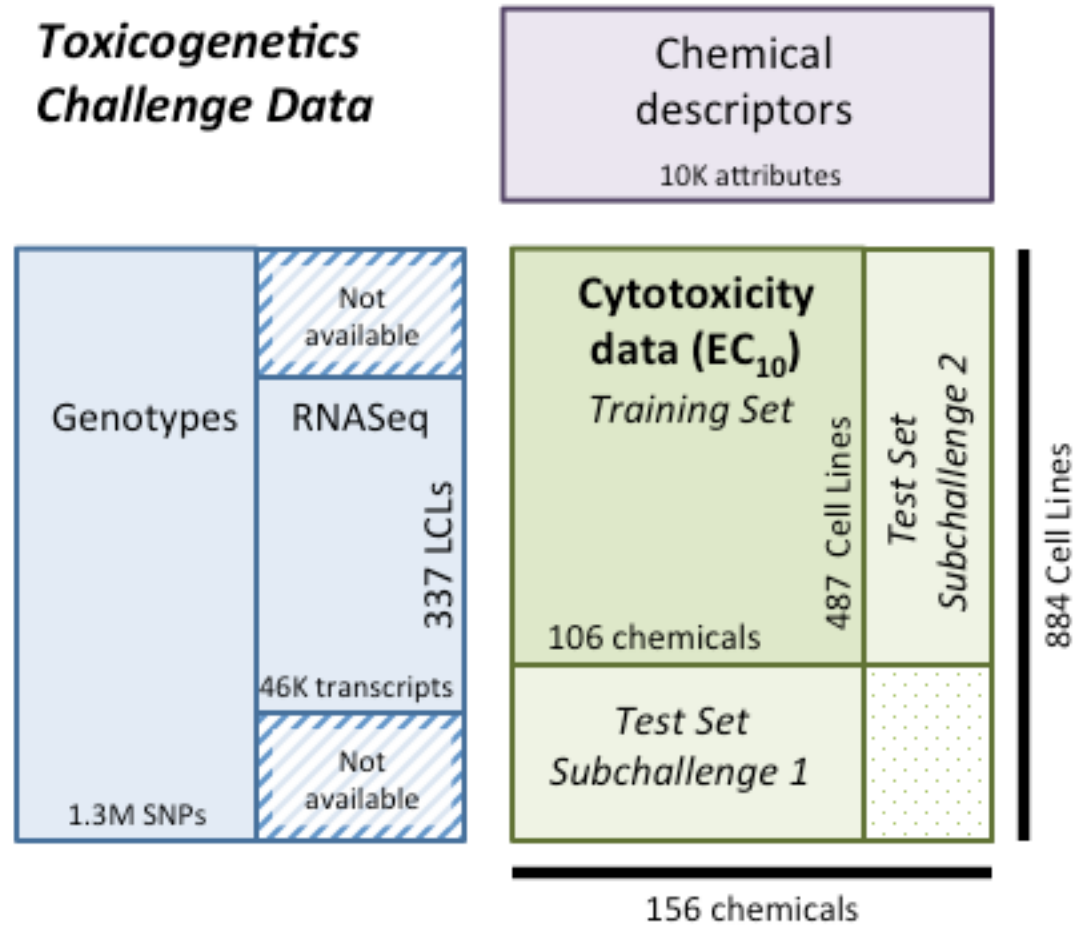 Toxicogenetics
Challenge Data
Chemical
descriptors
10K attributes
Not
available
Genotypes
RNASeq
337 LCLs
46K transcripts
Not
available
1.3M SNPs
Cytotoxicity
data (EC10)
Training Set
487 Cell Lines
106 chemicals
Test Set
Subchallenge 2
Test Set
Subchallenge 1
884 Cell Lines
156 chemicals